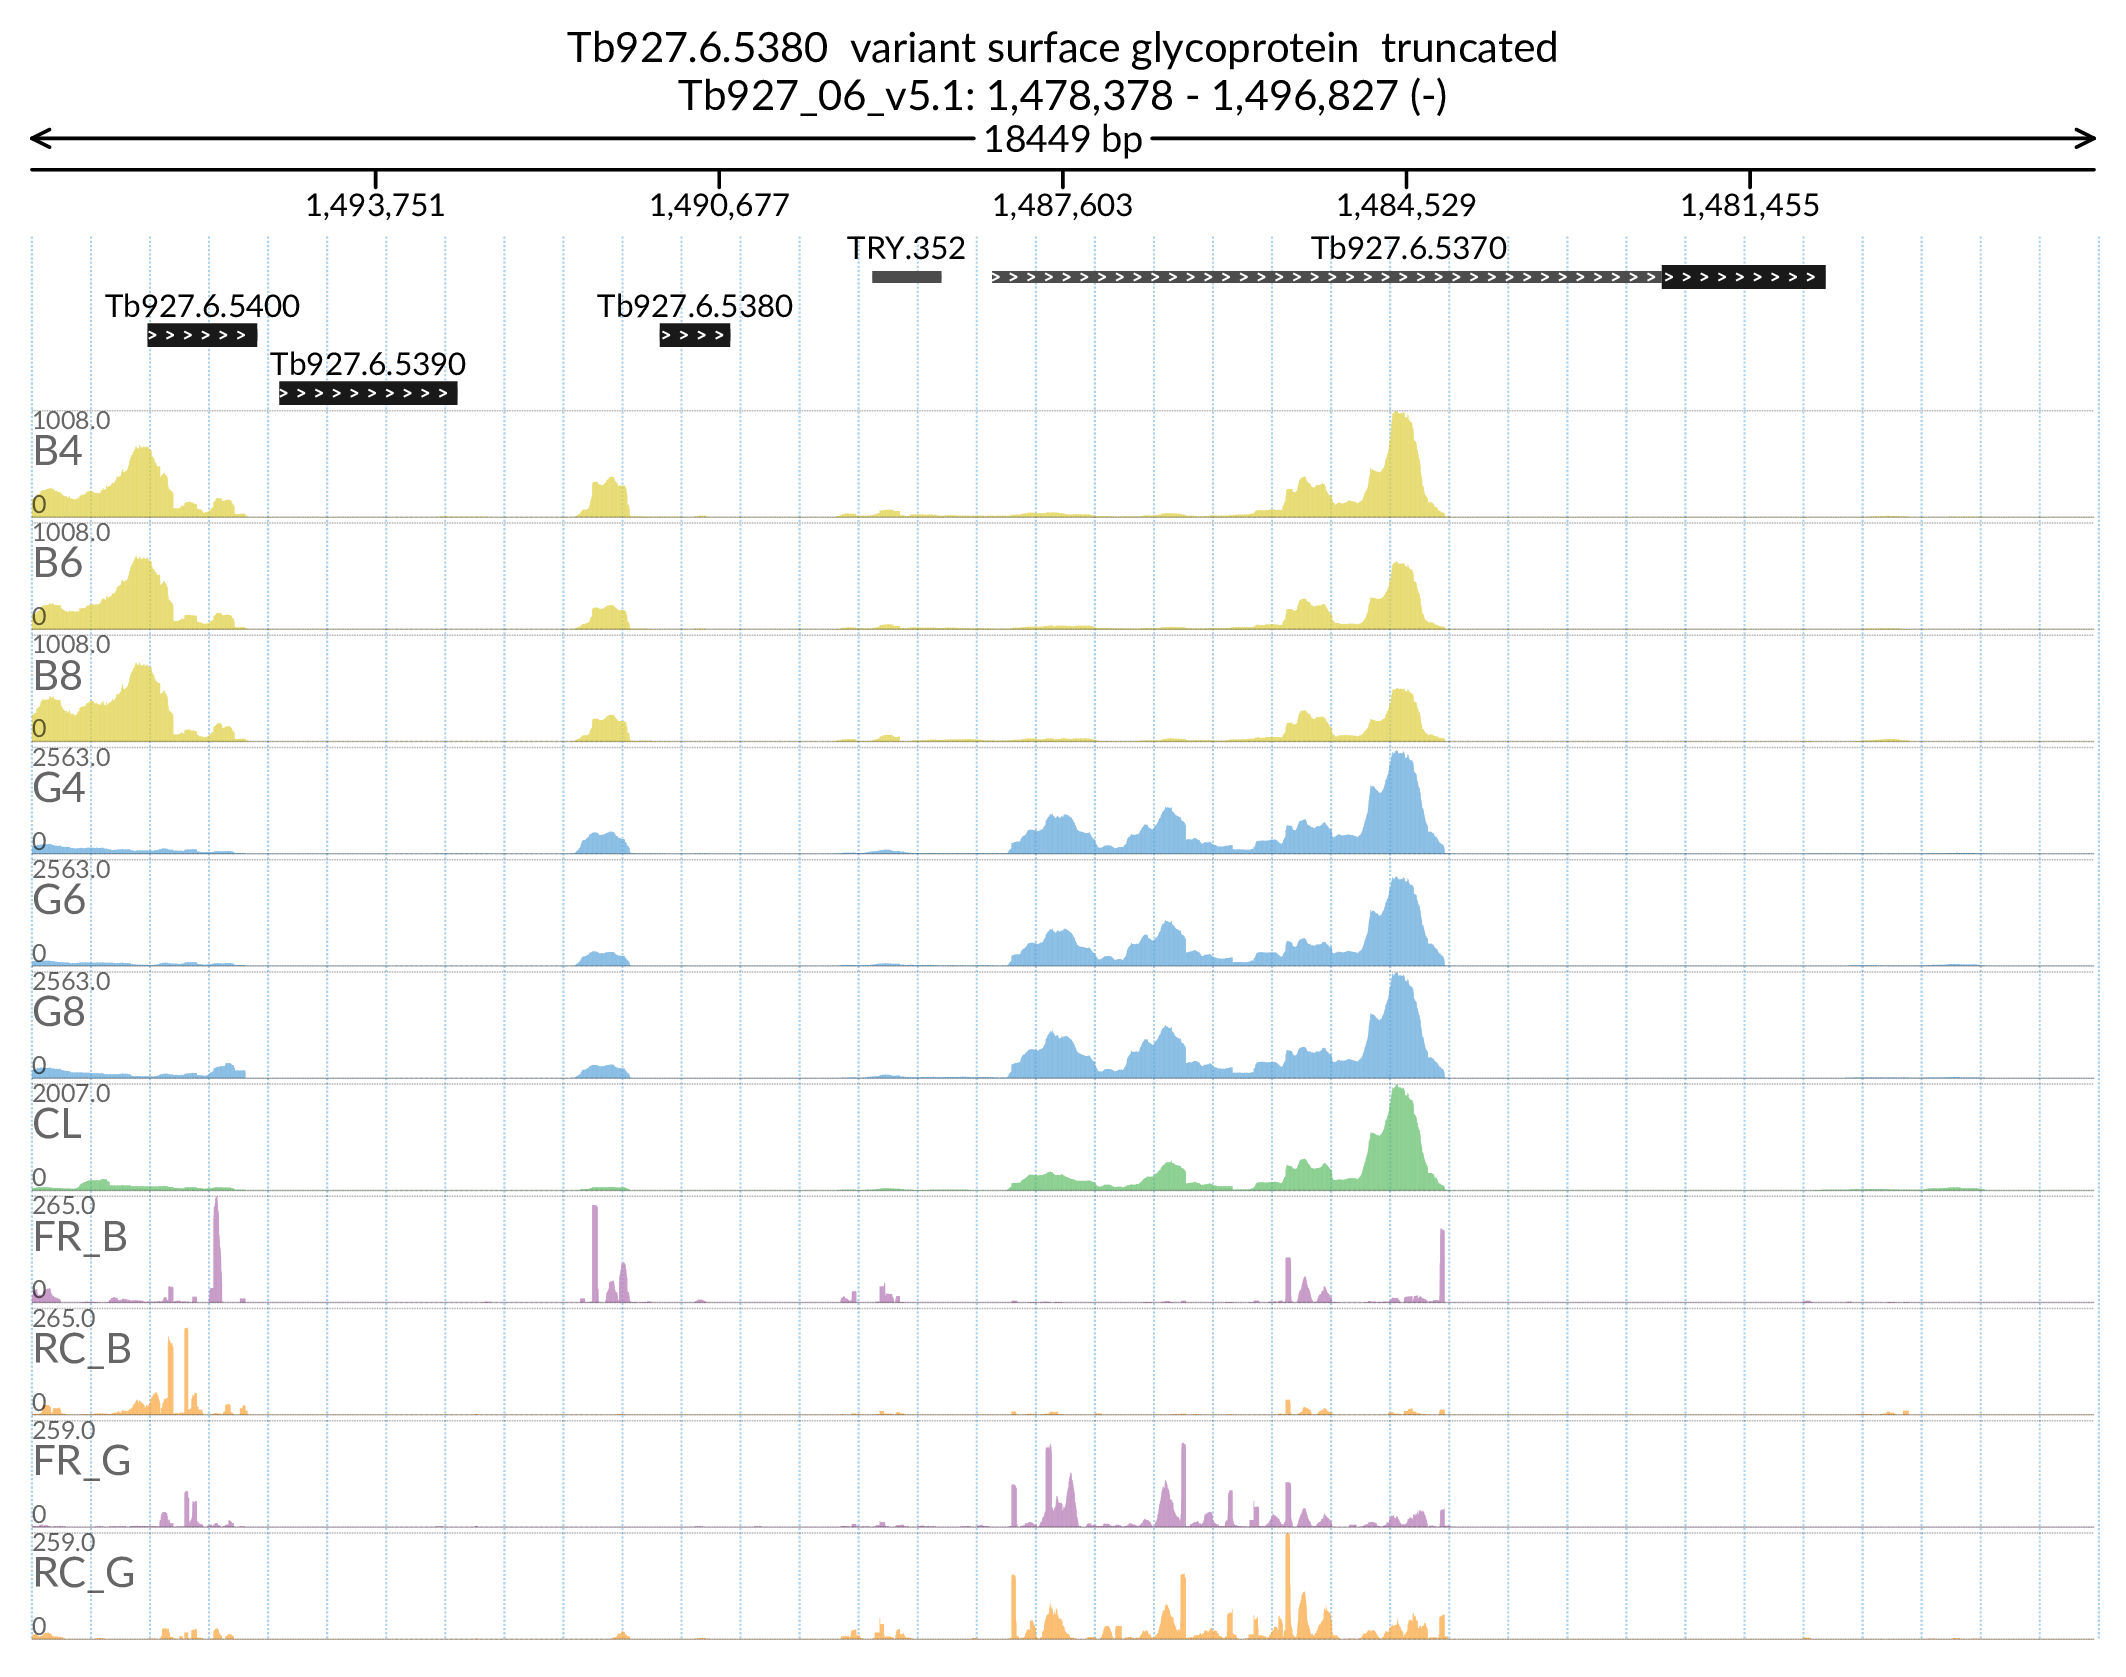 Tb927.6.5380  variant surface glycoprotein  truncated
Tb927_06_v5.1: 1,478,378 - 1,496,827 (-)
18449 bp
1,493,751 1,490,677 1,487,603 1,484,529 1,481,455
TRY.352 Tb927.6.5370
Tb927.6.5400 Tb927.6.5380
Tb927.6.5390
1008.0
B4
0
1008.0
B6
0
1008.0
B8
0
2563.0
G4
0
2563.0
G6
0
2563.0
G8
0
2007.0
CL
0
265.0
FR_B
0
265.0
RC_B
0
259.0
FR_G
0
259.0
RC_G
0